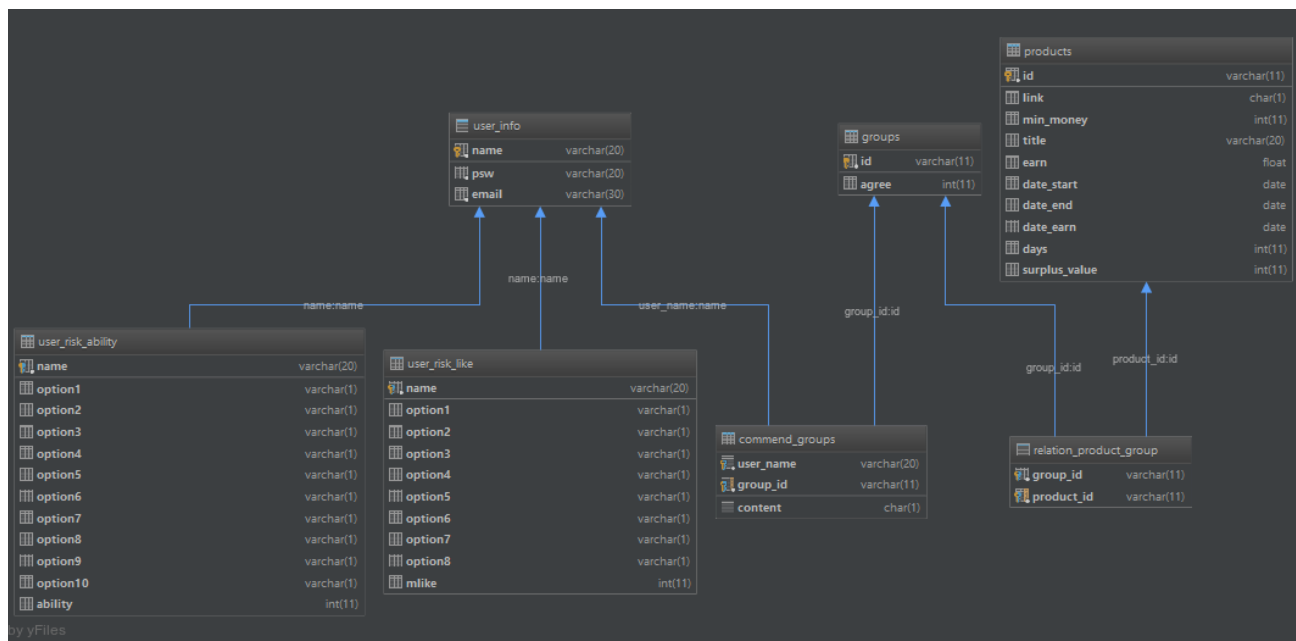 products
id varchar(11)
link char(1)
min_money int(11)
title varchar(20)
earn float
date_start date
date_end date
date_earn date
days int(11)
surplus_value int(11)
user_info
name varchar(20)
psw varchar(20)
email varchar(30)
groups
id varchar(11)
agree int(11)
name:name
name:name
user_name:name
group_id:id
group_id:id
product_id:id
user_risk_ability
name varchar(20)
option1 varchar(1)
option2 varchar(1)
option3 varchar(1)
option4 varchar(1)
option5 varchar(1)
option6 varchar(1)
option7 varchar(1)
option8 varchar(1)
option9 varchar(1)
option10 varchar(1)
ability int(11)
user_risk_like
name varchar(20)
option1 varchar(1)
option2 varchar(1)
option3 varchar(1)
option4 varchar(1)
option5 varchar(1)
option6 varchar(1)
option7 varchar(1)
option8 varchar(1)
mlike int(11)
commend_groups
user_name varchar(20)
group_id varchar(11)
content char(1)
relation_product_group
group_id varchar(11)
product_id varchar(11)
by yFiles